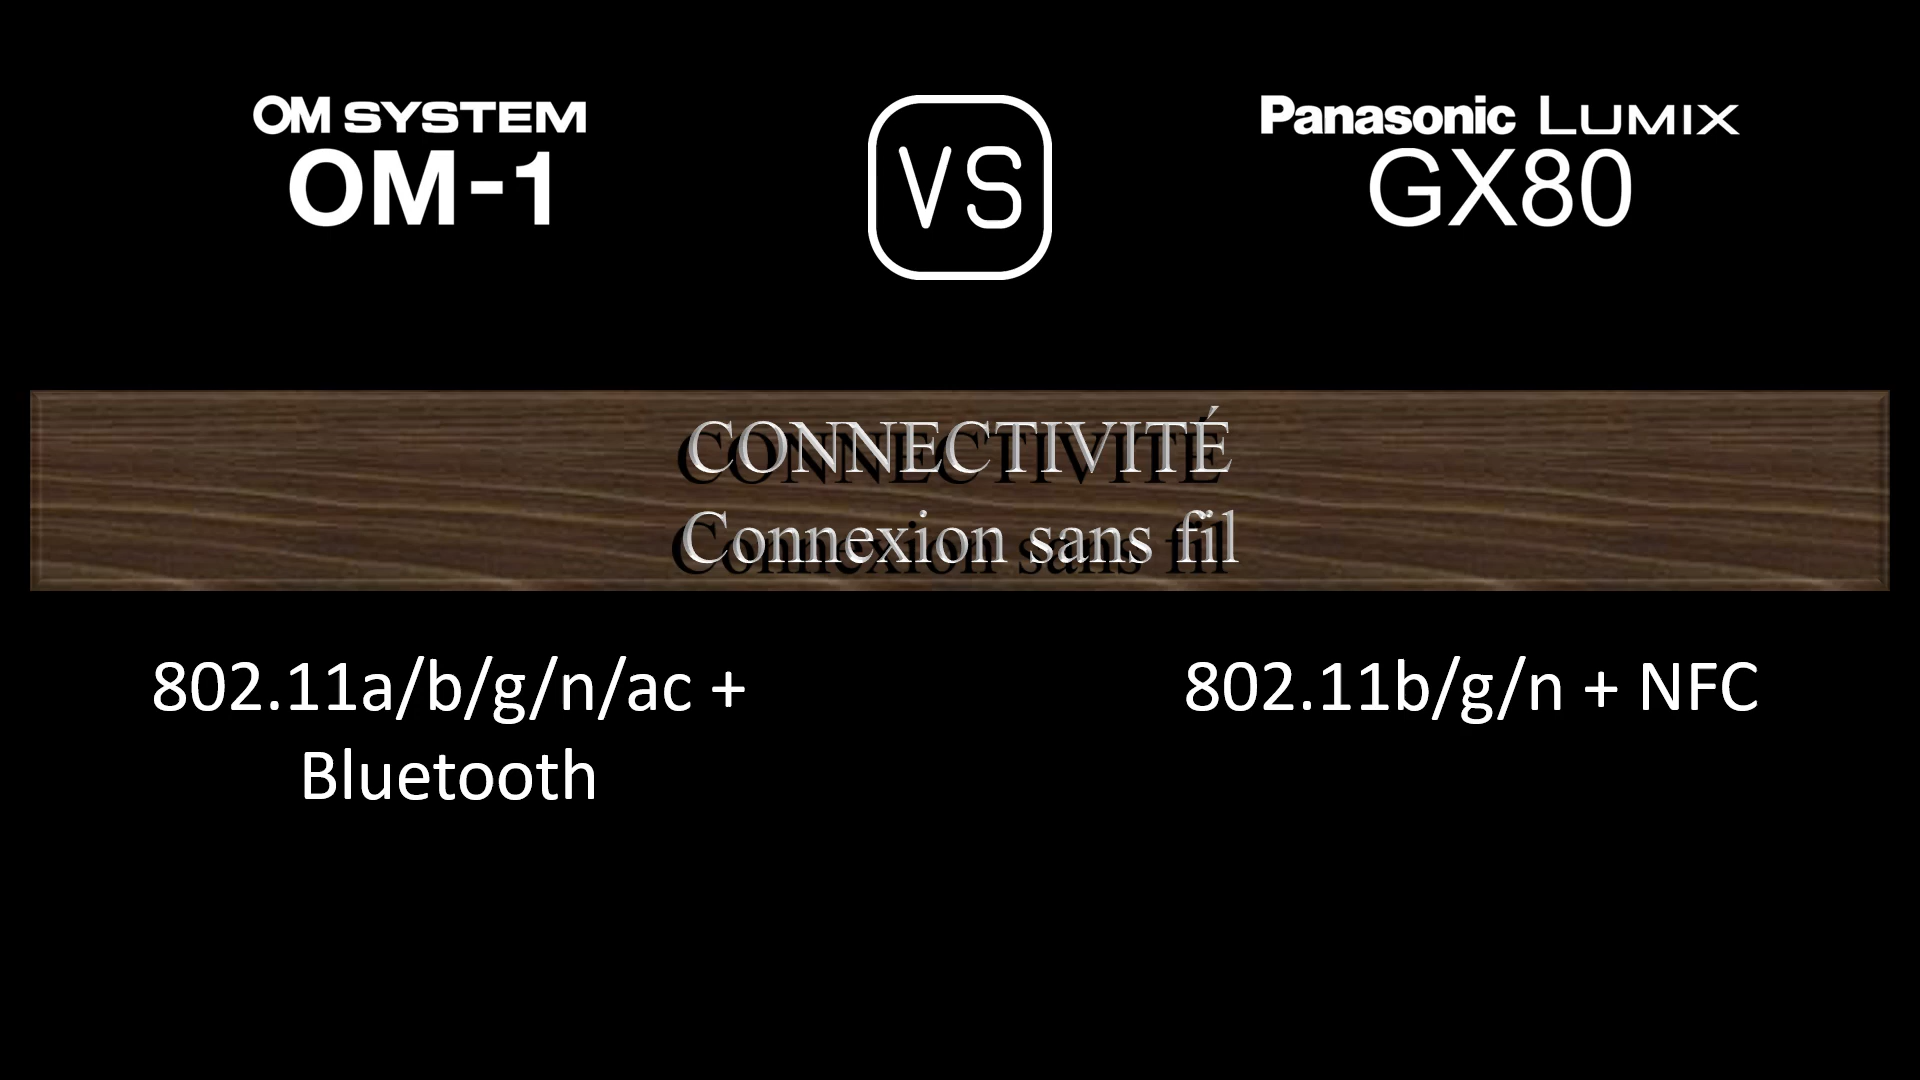 OM SYSTEM
OM-1
VS
Panasonic LUMIX
GX80
CONNECTIVITÉ
Connexion sans fil
802.11a/b/g/n/ac +
Bluetooth
802.11b/g/n + NFC